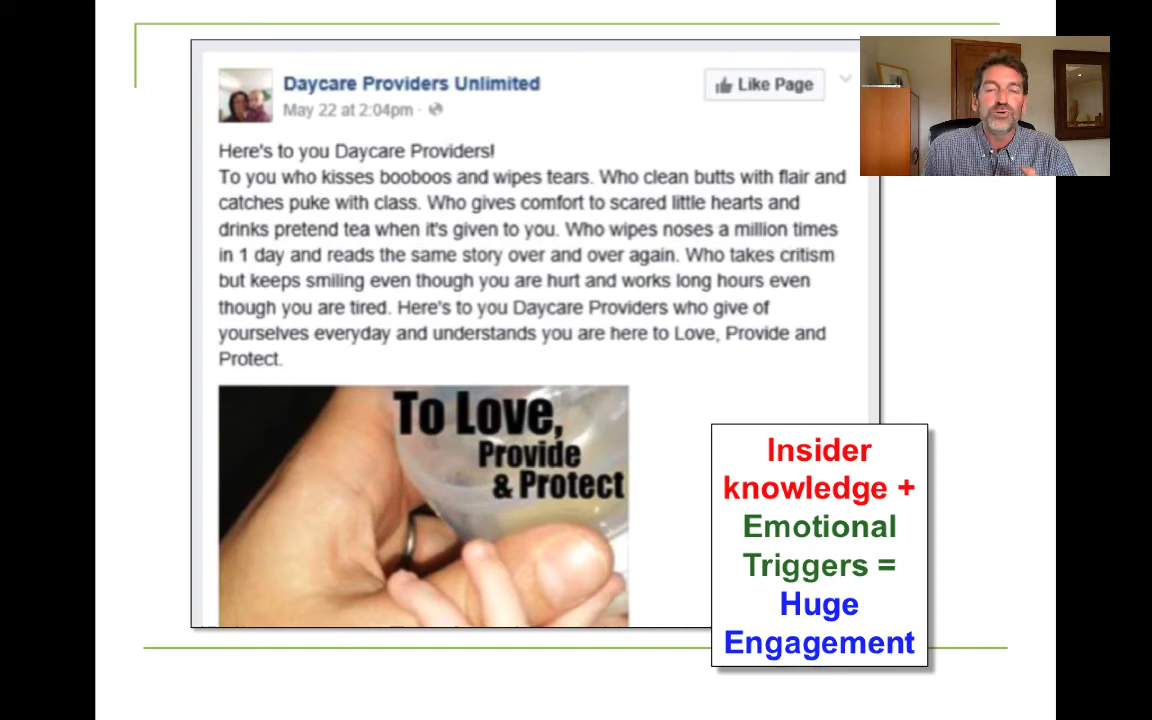 Daycare Providers Unlimited
Like Page
May 22 at 2:04pm ·
Here's to you Daycare Providers!
To you who kisses booboos and wipes tears. Who clean butts with flair and
catches puke with class. Who gives comfort to scared little hearts and
drinks pretend tea when it's given to you. Who wipes noses a million times
in 1 day and reads the same story over and over again. Who takes critism
but keeps smiling even though you are hurt and works long hours even
though you are tired. Here's to you Daycare Providers who give of
yourselves everyday and understands you are here to Love, Provide and
Protect.
To Love,
Provide
& Protect
Insider
knowledge +
Emotional
Triggers =
Huge
Engagement